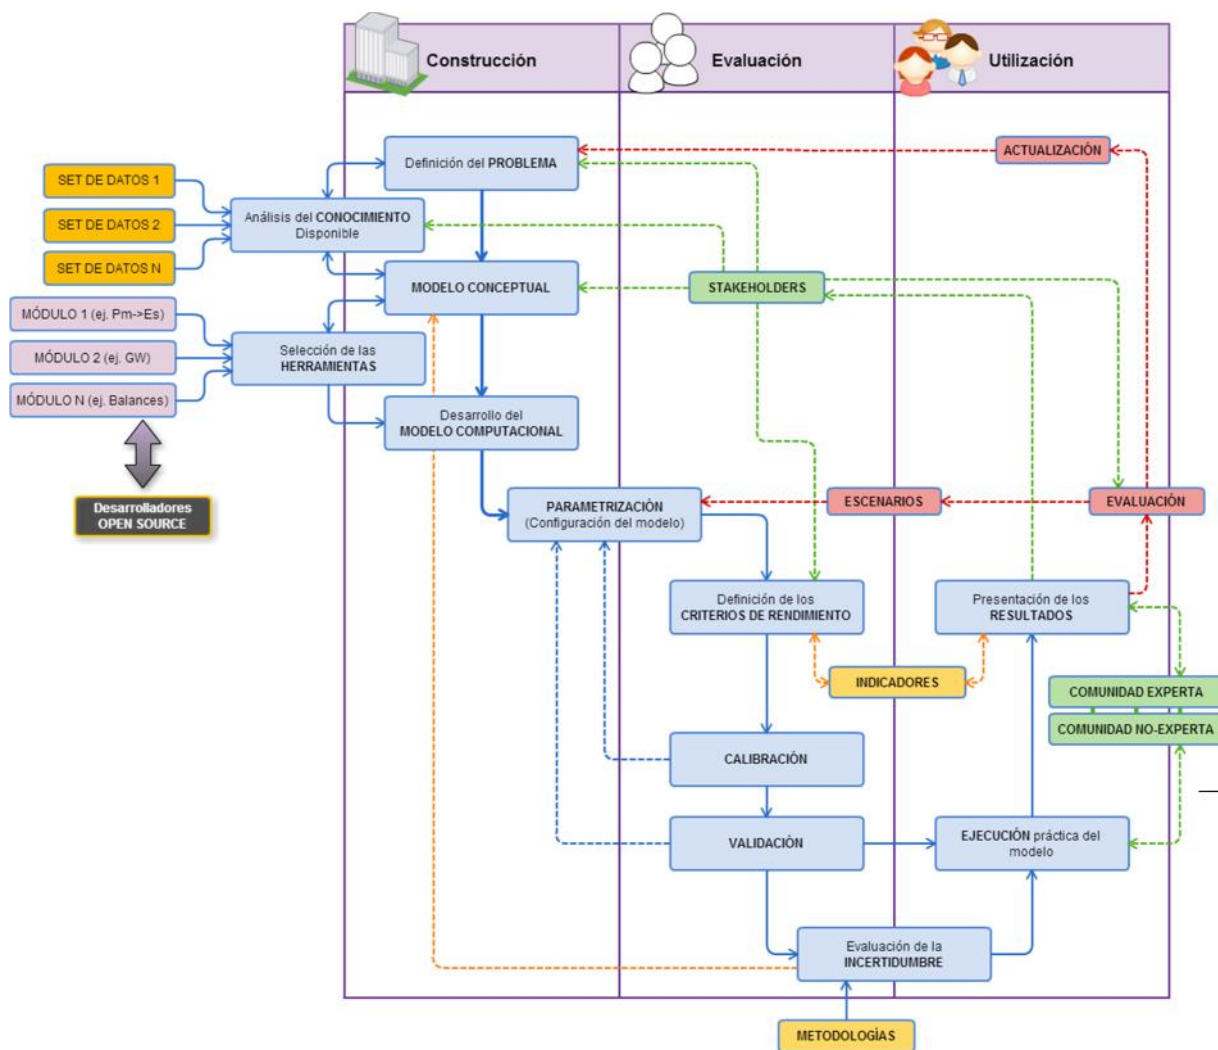 Construcción
Evaluación
Utilización
Definición del PROBLEMA
ACTUALIZACIÓN
SET DE DATOS 1
SET DE DATOS 2
SET DE DATOS N
Análisis del CONOCIMIENTO
Disponible
MODELO CONCEPTUAL
STAKEHOLDERS
MÓDULO 1 (ej. Pm->Es)
MÓDULO 2 (ej. GW)
MÓDULO N (ej. Balances)
Selección de las
HERRAMIENTAS
Desarrollo del
MODELO COMPUTACIONAL
Desarrolladores
OPEN SOURCE
PARAMETRIZACIÓN
(Configuración del modelo)
ESCENARIOS
EVALUACIÓN
Definición de los
CRITERIOS DE RENDIMIENTO
Presentación de los
RESULTADOS
INDICADORES
COMUNIDAD EXPERTA
COMUNIDAD NO-EXPERTA
CALIBRACIÓN
VALIDACIÓN
EJECUCIÓN práctica del
modelo
Evaluación de la
INCERTIDUMBRE
METODOLOGÍAS